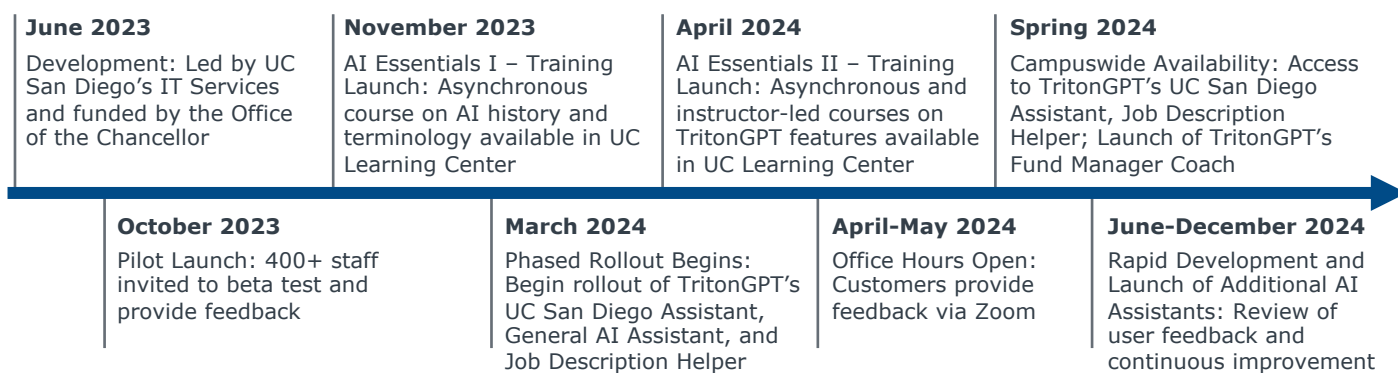 June 2023
Development: Led by UC
San Diego's IT Services
and funded by the Office
of the Chancellor
November 2023
AI Essentials I – Training
Launch: Asynchronous
course on AI history and
terminology available in UC
Learning Center
April 2024
AI Essentials II – Training
Launch: Asynchronous and
instructor-led courses on
TritonGPT features available
in UC Learning Center
Spring 2024
Campuswide Availability: Access
to TritonGPT's UC San Diego
Assistant, Job Description
Helper; Launch of TritonGPT's
Fund Manager Coach
October 2023
Pilot Launch: 400+ staff
invited to beta test and
provide feedback
March 2024
Phased Rollout Begins:
Begin rollout of TritonGPT's
UC San Diego Assistant,
General AI Assistant, and
Job Description Helper
April-May 2024
Office Hours Open:
Customers provide
feedback via Zoom
June-December 2024
Rapid Development and
Launch of Additional AI
Assistants: Review of
user feedback and
continuous improvement